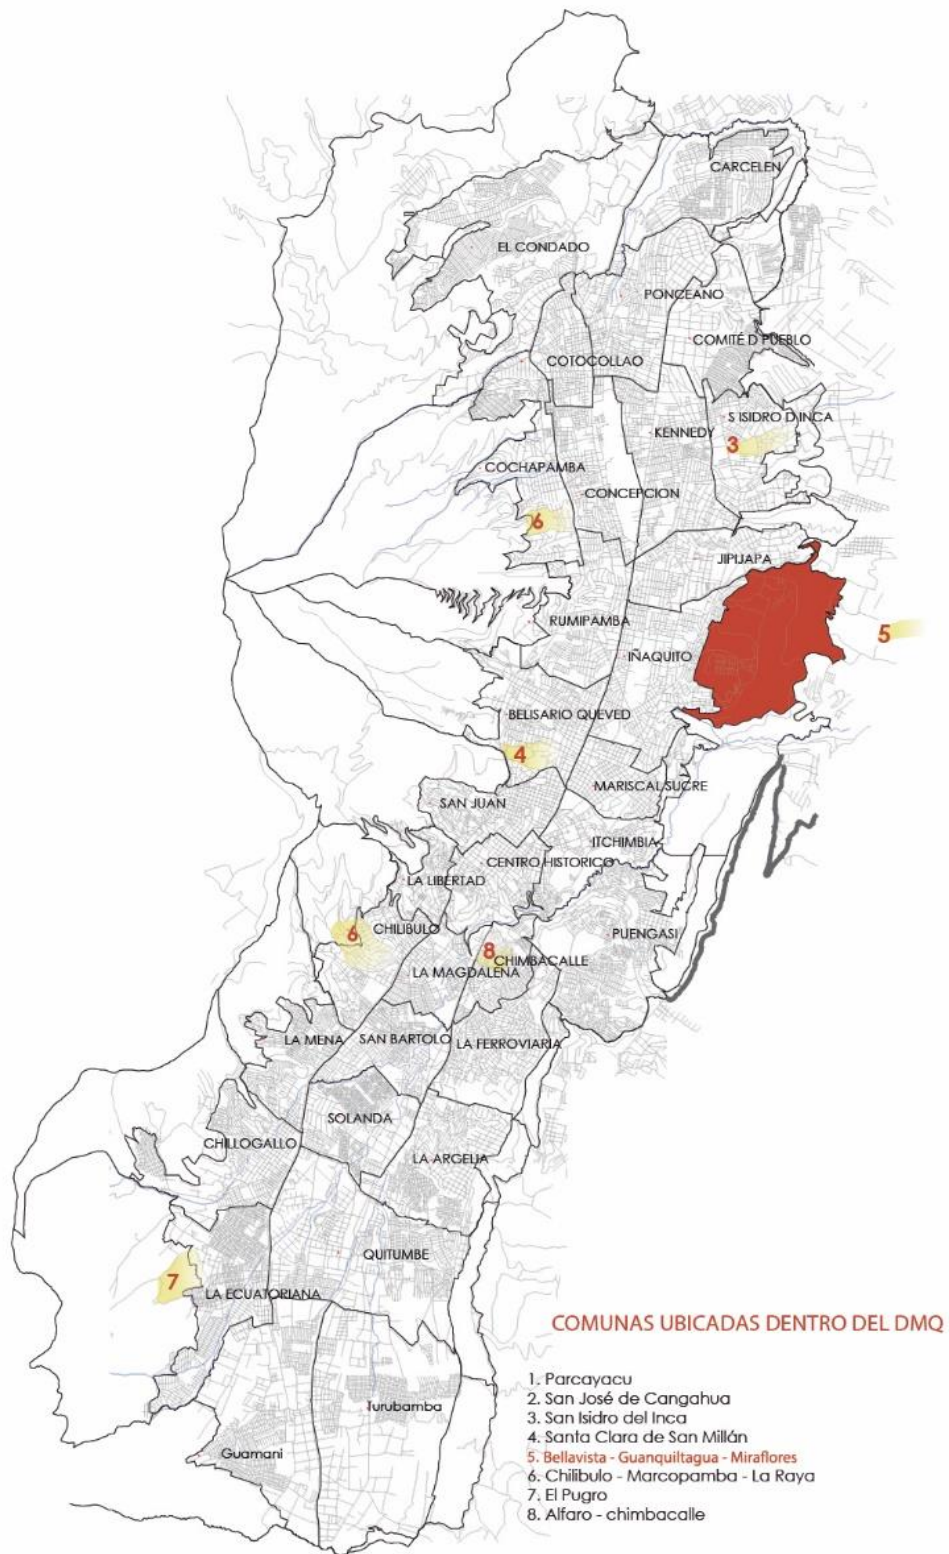 CARCELEN
EL CONDADO
PONCEANO
COMITÉ D PUEBLO
COTOCOLLAO
S ISIDRO D INCA
KENNEDY
3
COCHAPAMBA
CONCEPCION
6
JIPIJAPA
RUMIPAMBA
5
IÑAQUITO
BELISARIO QUEVED
4
MARISCAL SUCRE
SAN JUAN
ITCHIMBIA
CENTRO HISTORICO
LA LIBERTAD
6
CHILIBULO
PUENGASI
8
CHIMBACALLE
LA MAGDALENA
LA MENA
SAN BARTOLO
LA FERROVIARIA
SOLANDA
CHILLOGALLO
LA ARGELIA
QUITUMBE
7
LA ECUATORIANA
Turubamba
Guamani
COMUNAS UBICADAS DENTRO DEL DMQ
1. Parcayacu
2. San José de Cangahua
3. San Isidro del Inca
4. Santa Clara de San Millán
5. Bellavista - Guanquiltagua - Miraflores
6. Chilibulo - Marcopamba - La Raya
7. El Pugro
8. Alfaro - chimbacalle